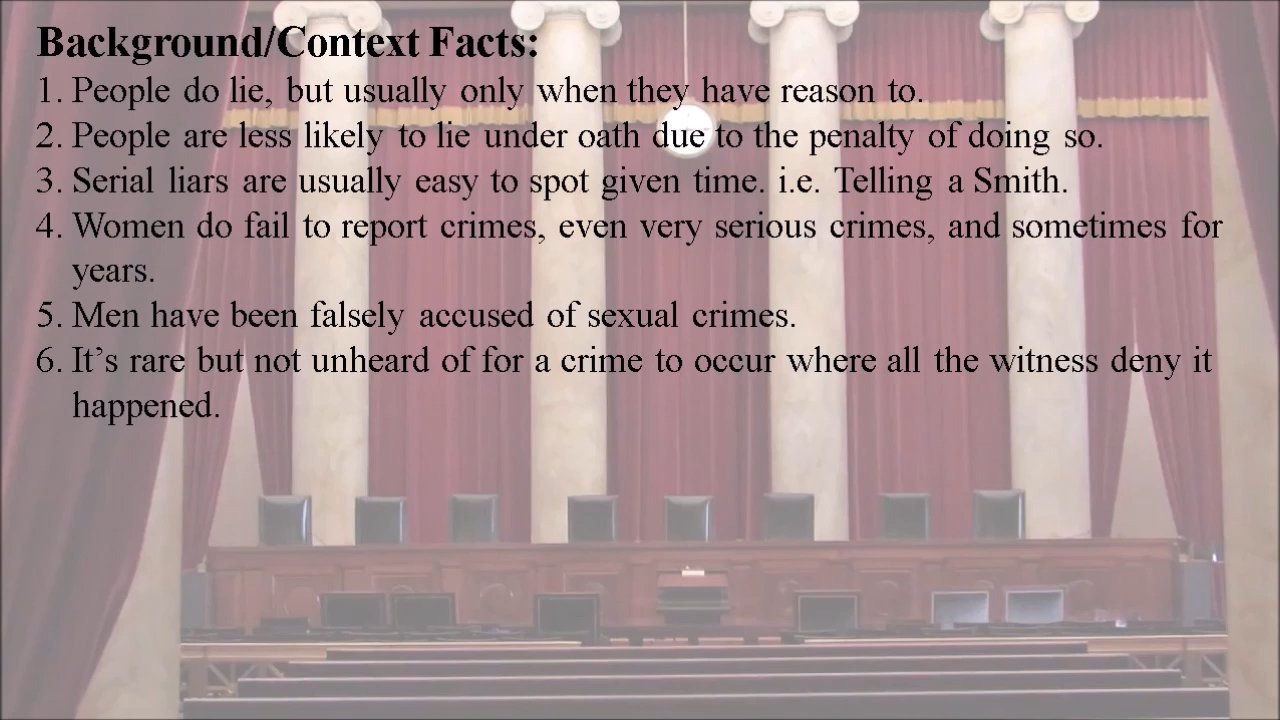 Background/Context Facts:
1. People do lie, but usually only when they have reason to.
2. People are less likely to lie under oath due to the penalty of doing so.
3. Serial liars are usually easy to spot given time. i.e. Telling a Smith.
4. Women do fail to report crimes, even very serious crimes, and sometimes for
years.
5. Men have been falsely accused of sexual crimes.
6. It’s rare but not unheard of for a crime to occur where all the witness deny it
happened.